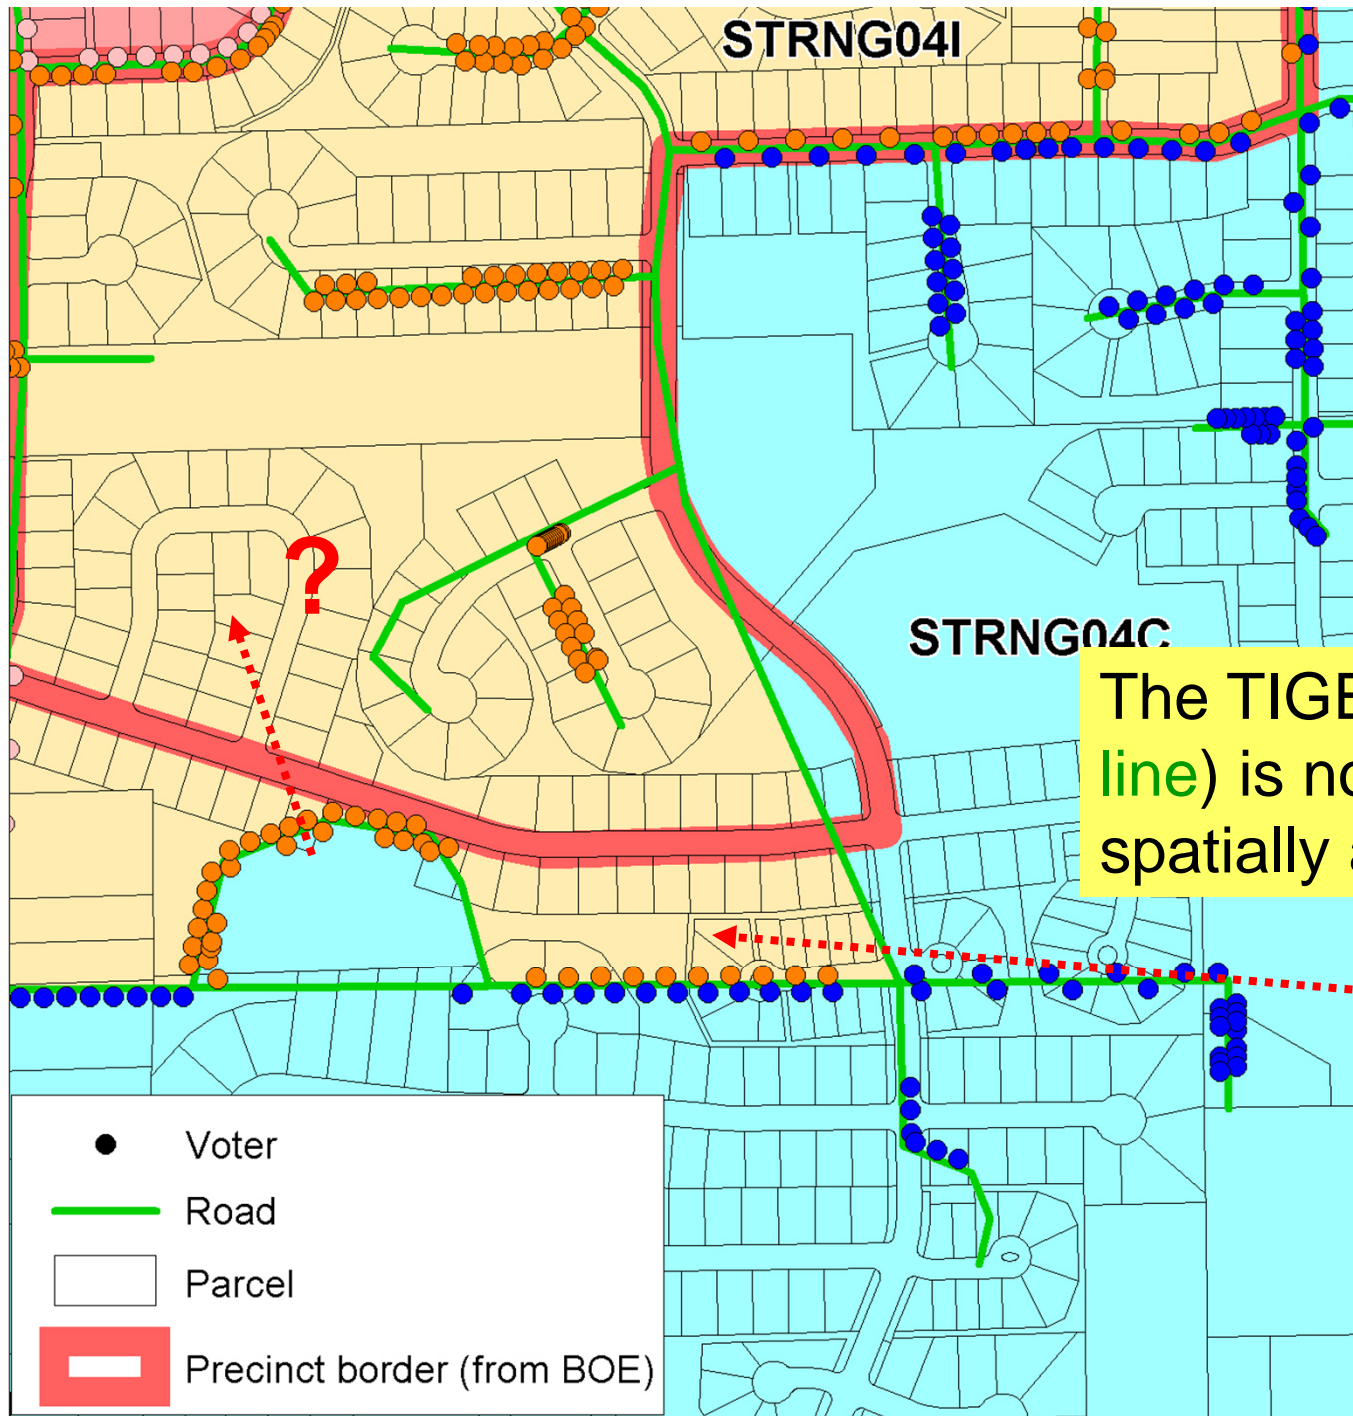 STRNG04I
?
STRNG04C
The TIGE
line) is no
spatially a
Voter
Road
Parcel
Precinct border (from BOE)